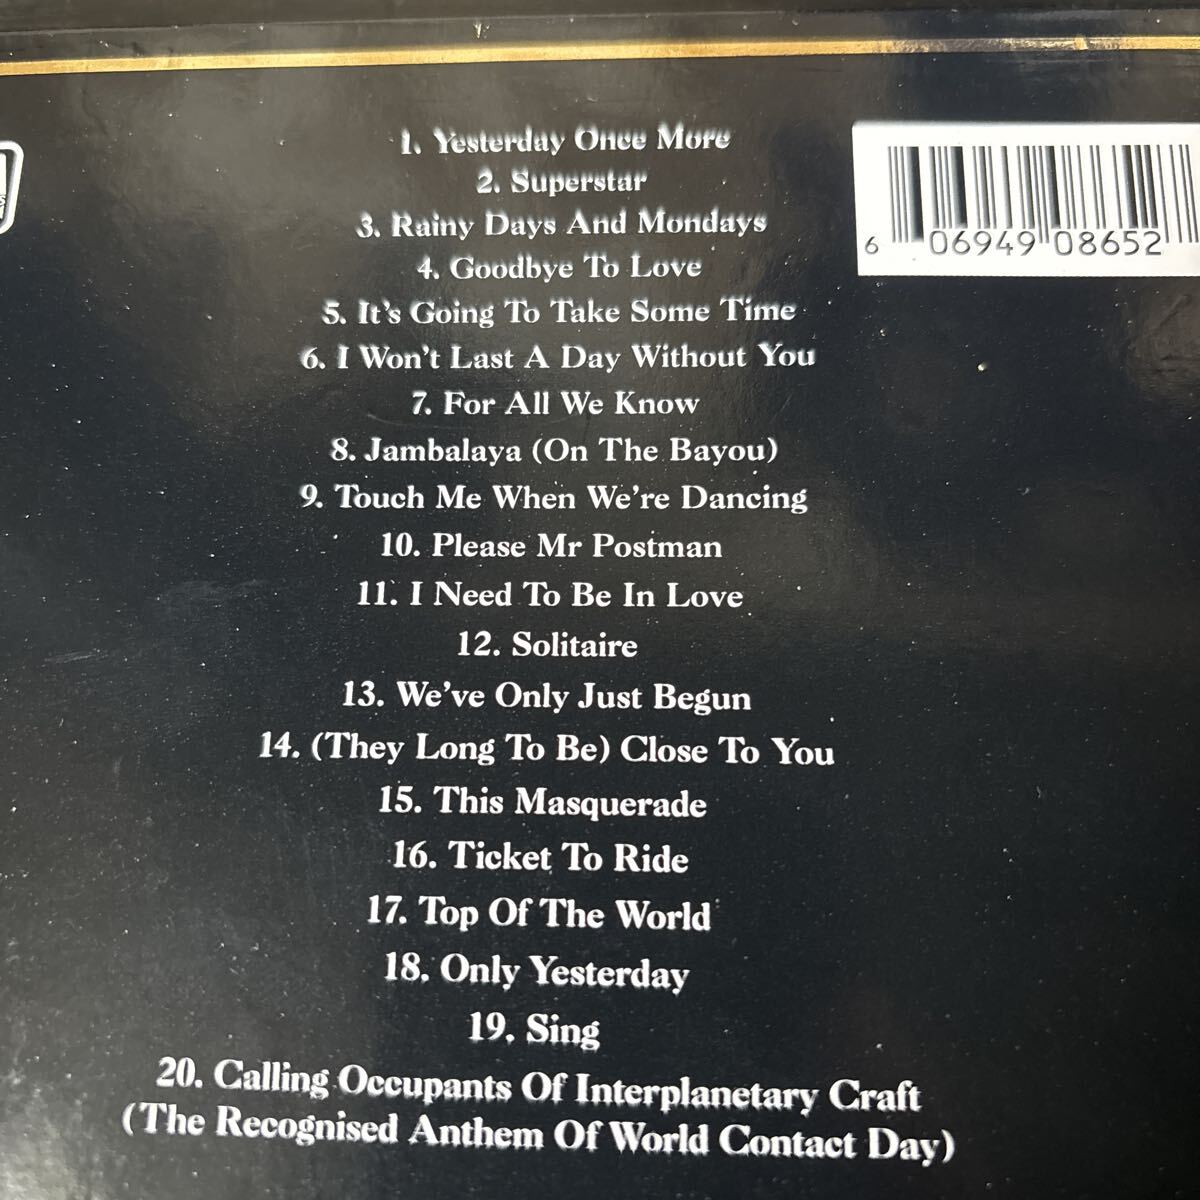 1. Yesterday Once More
2. Superstar
3. Rainy Days And Mondays
4. Goodbye To Love
5. It's Going To Take Some Time
6. I Won't Last A Day Without You
7. For All We Know
8. Jambalaya (On The Bayou)
9. Touch Me When We're Dancing
10. Please Mr Postman
11. I Need To Be In Love
12. Solitaire
13. We've Only Just Begun
14. (They Long To Be) Close To You
15. This Masquerade
16. Ticket To Ride
17. Top Of The World
18. Only Yesterday
19. Sing
20. Calling Occupants Of Interplanetary Craft
(The Recognised Anthem Of World Contact Day)
6 06949 08652